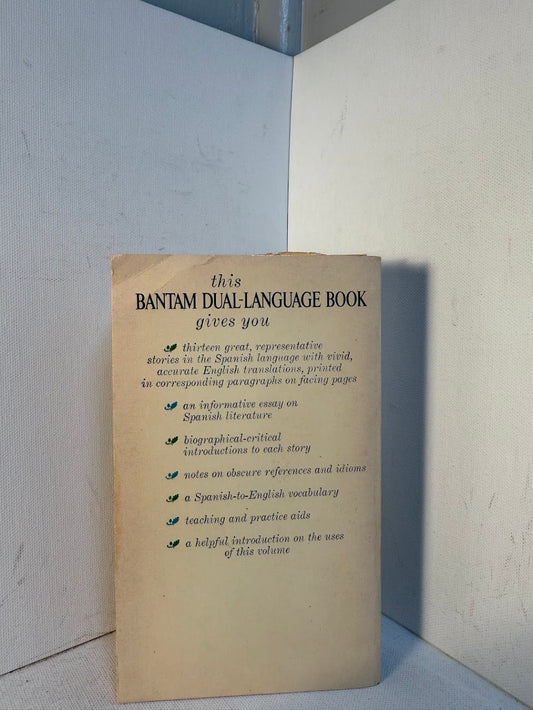 this
BANTAM DUAL-LANGUAGE BOOK
gives you
thirteen great, representative
stories in the Spanish language with vivid,
accurate English translations, printed
in corresponding paragraphs on facing pages
an informative essay on
Spanish literature
biographical-critical
introductions to each story
notes on obscure references and idioms
a Spanish-to-English vocabulary
teaching and practice aids
a helpful introduction on the uses
of this volume